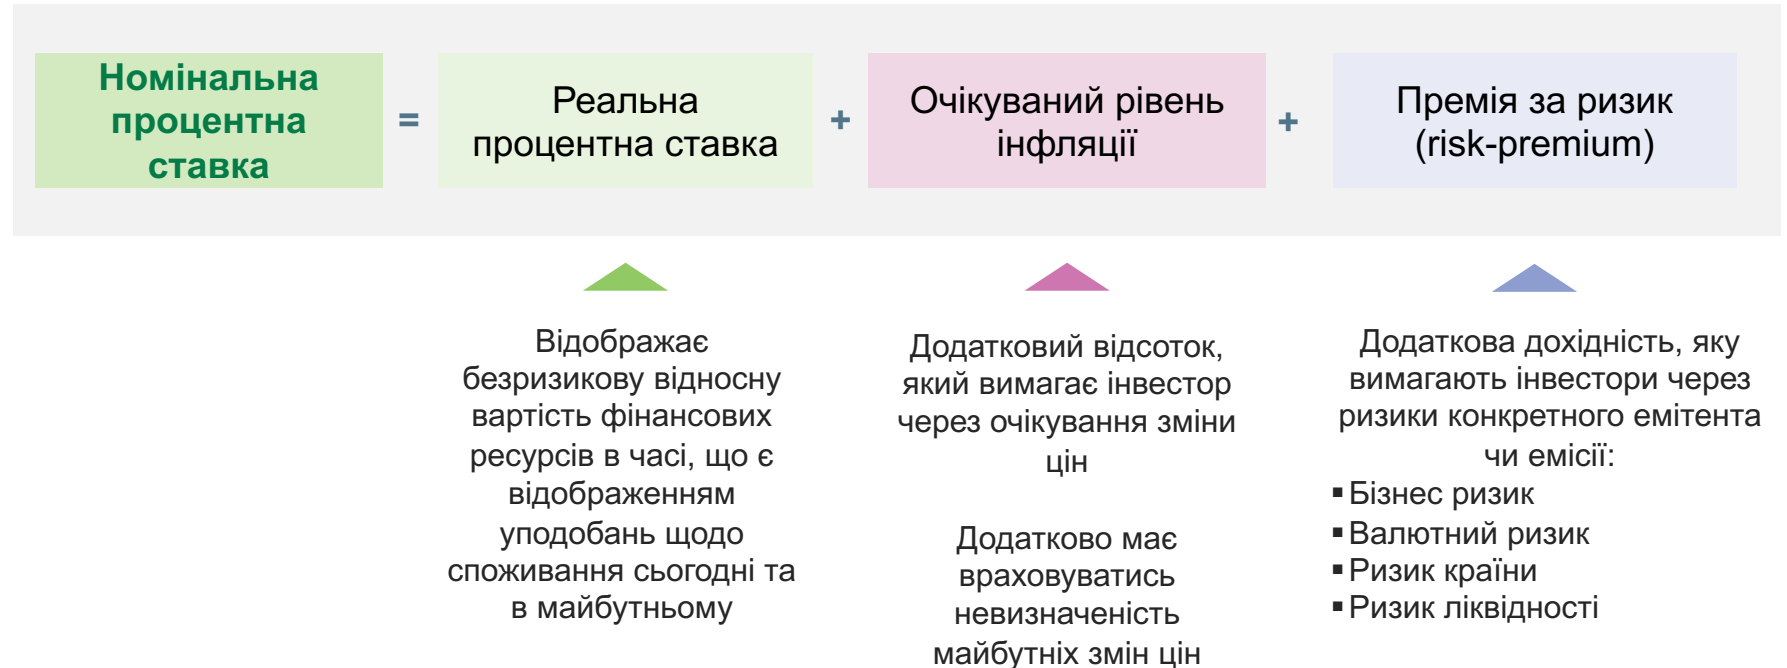 Номінальна
процентна
ставка
=
Реальна
процентна ставка
+
Очікуваний рівень
інфляції
+
Премія за ризик
(risk-premium)
Відображає
безризикову відносну
вартість фінансових
ресурсів в часі, що є
відображенням
уподобань щодо
споживання сьогодні та
в майбутньому
Додатковий відсоток,
який вимагає інвестор
через очікування зміни
цін
Додатково має
враховуватись
невизначеність
майбутніх змін цін
Додаткова дохідність, яку
вимагають інвестори через
ризики конкретного емітента
чи емісії:
▪Бізнес ризик
▪Валютний ризик
▪Ризик країни
▪Ризик ліквідності